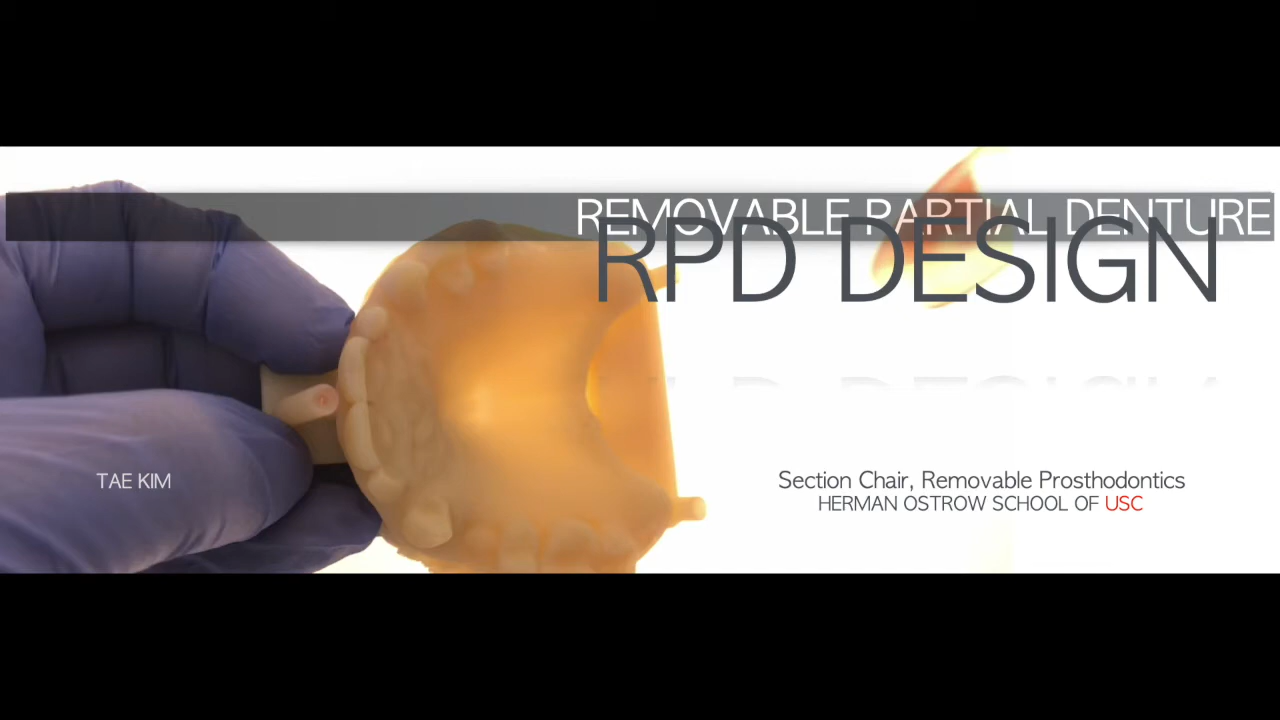 REMOVABLE PARTIAL DENTURE
RPD DESIGN
TAE KIM
Section Chair, Removable Prosthodontics
HERMAN OSTROW SCHOOL OF USC